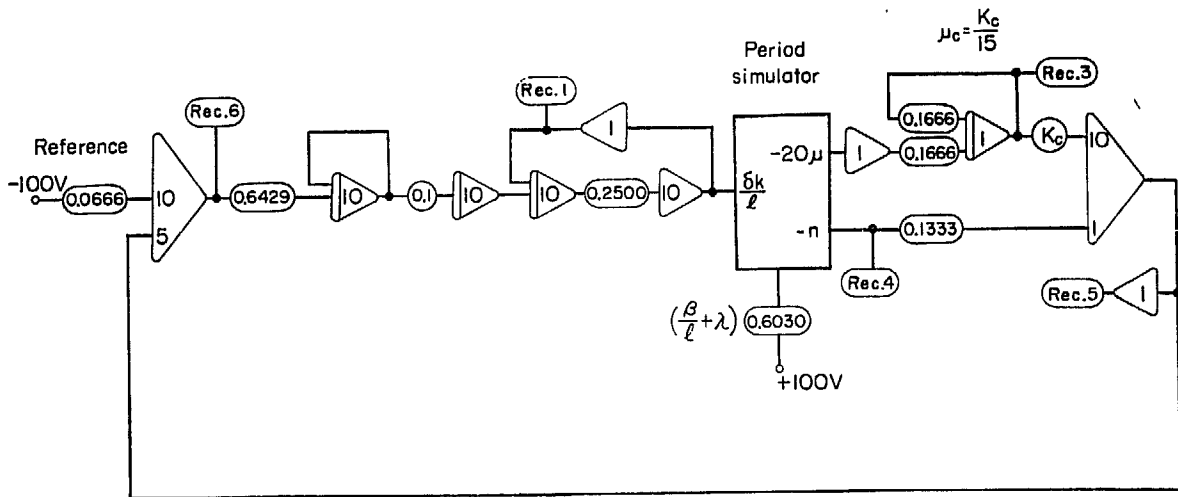 μc = Kc/15
Period
simulator
Rec.3
Rec.1
Rec.6
Reference
-100V
0.0666
10
5
0.6429
10
0.1
10
10
0.2500
10
1
δk/ℓ
-20μ
-n
1
0.1666
0.1666
1
Kc
10
1
0.1333
Rec.4
Rec.5
1
(β/ℓ+λ)
0.6030
+100V